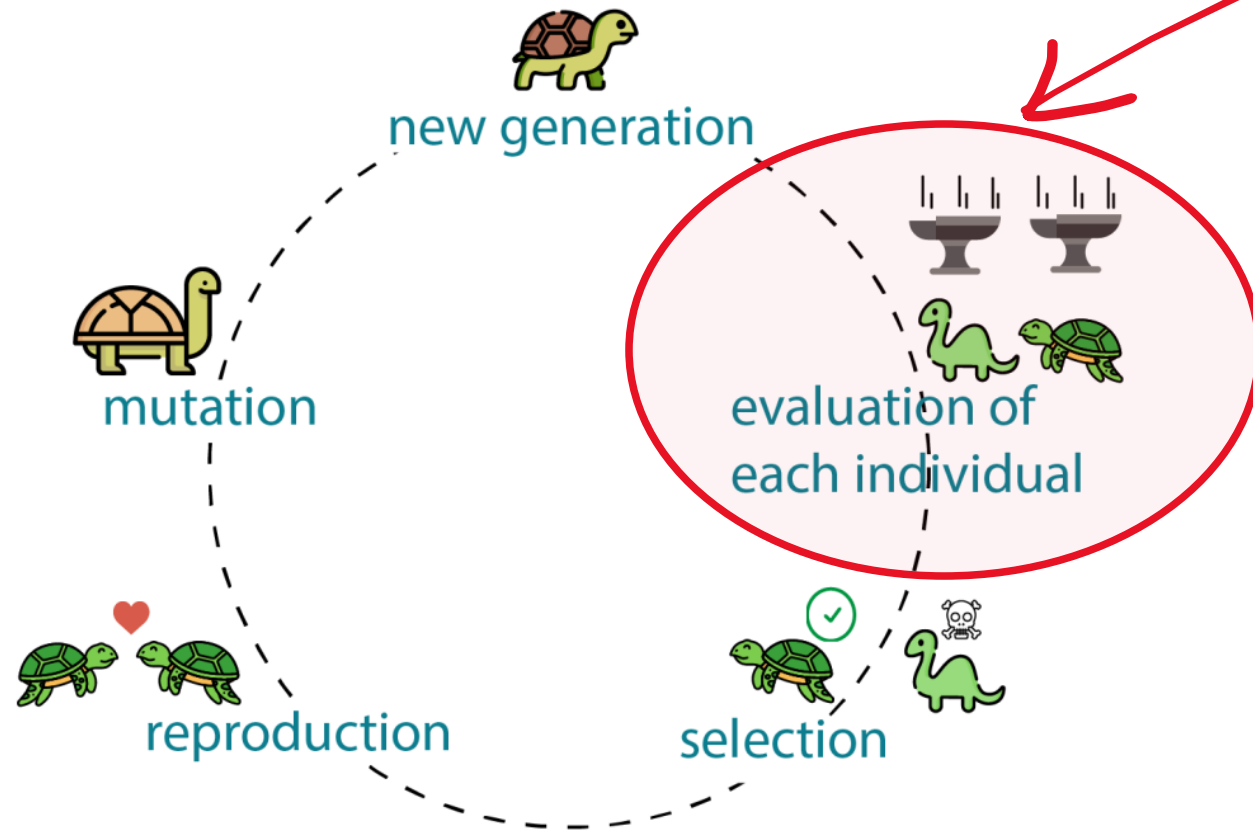 new generation
evaluation of
each individual
mutation
selection
reproduction